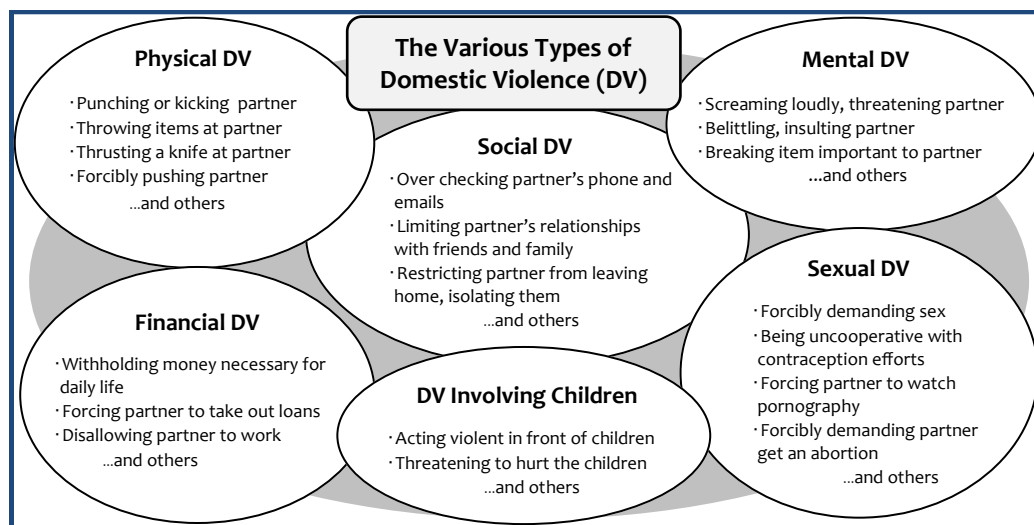 The Various Types of
Domestic Violence (DV)
Physical DV
·Punching or kicking partner
·Throwing items at partner
·Thrusting a knife at partner
·Forcibly pushing partner
...and others
Social DV
·Over checking partner's phone and
emails
·Limiting partner's relationships
with friends and family
·Restricting partner from leaving
home, isolating them
...and others
Mental DV
·Screaming loudly, threatening partner
·Belittling, insulting partner
·Breaking item important to partner
...and others
Financial DV
·Withholding money necessary for
daily life
·Forcing partner to take out loans
·Disallowing partner to work
...and others
DV Involving Children
·Acting violent in front of children
·Threatening to hurt the children
...and others
Sexual DV
·Forcibly demanding sex
·Being uncooperative with
contraception efforts
·Forcing partner to watch
pornography
·Forcibly demanding partner
get an abortion
...and others